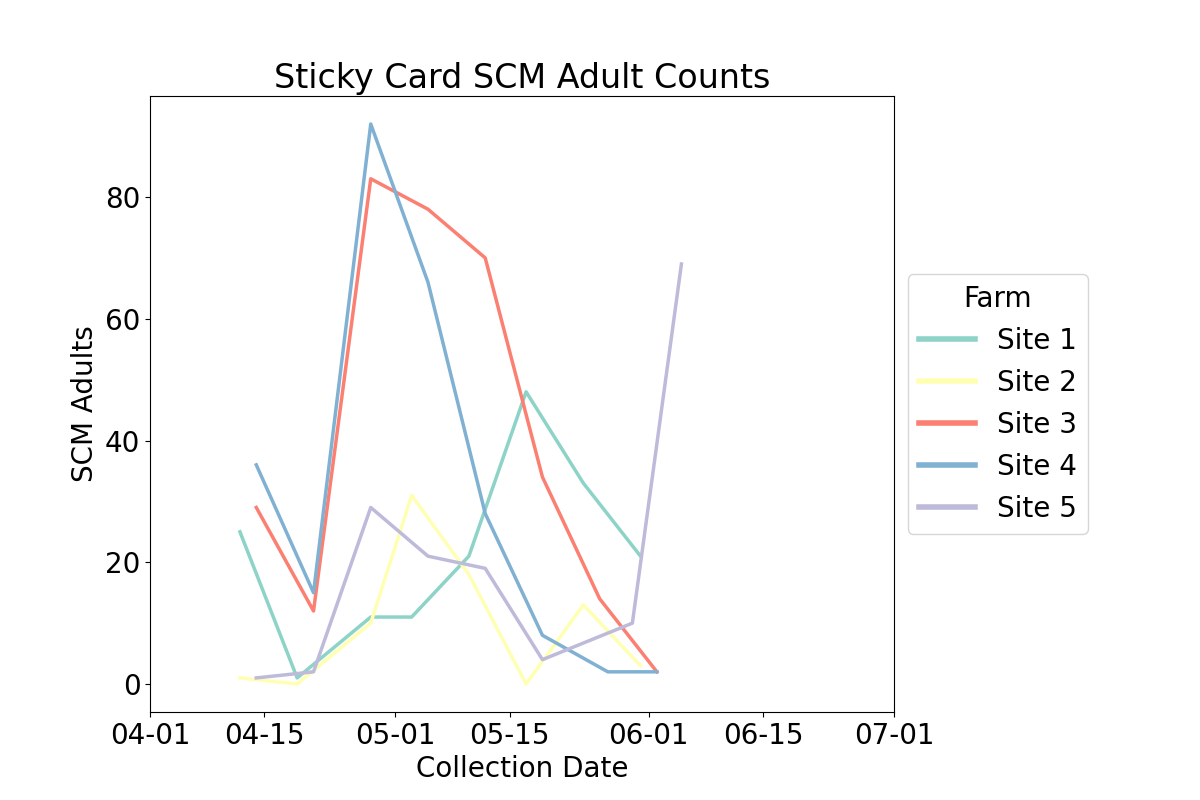 Sticky Card SCM Adult Counts
SCM Adults
80
60
40
20
0
04-01 04-15 05-01 05-15 06-01 06-15 07-01
Collection Date
Farm
Site 1
Site 2
Site 3
Site 4
Site 5